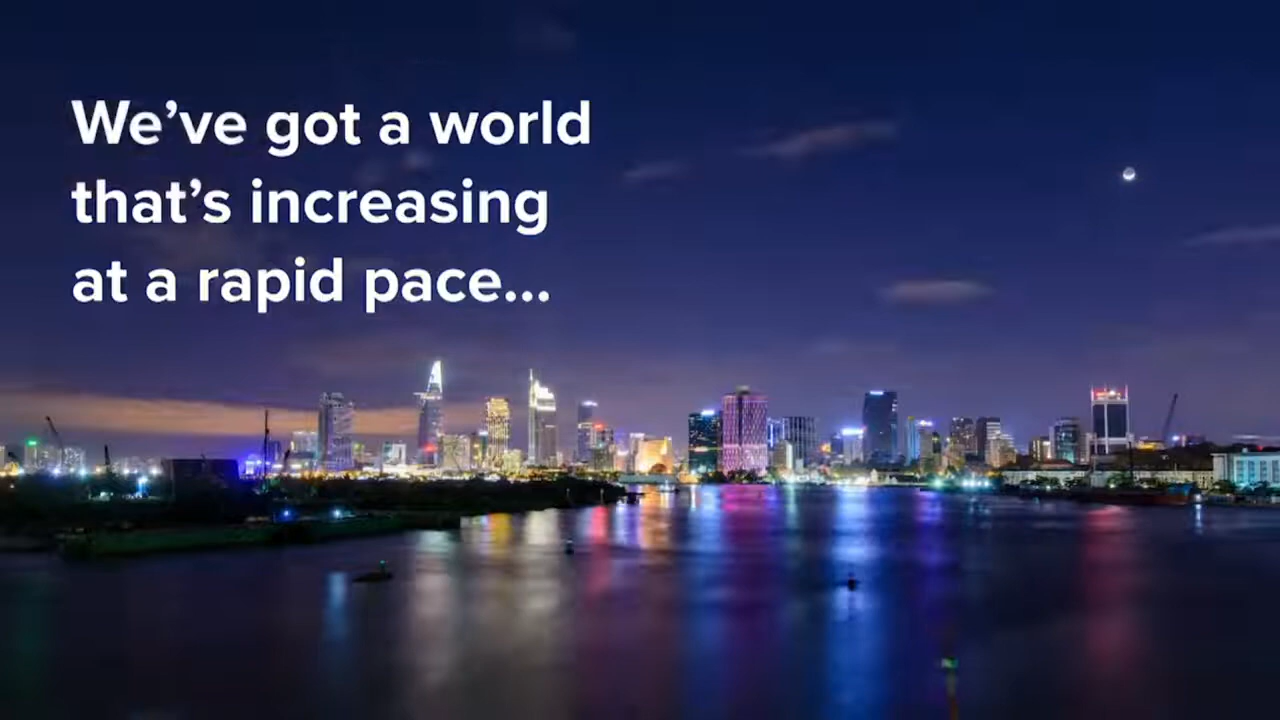 We’ve got a world
that’s increasing
at a rapid pace...